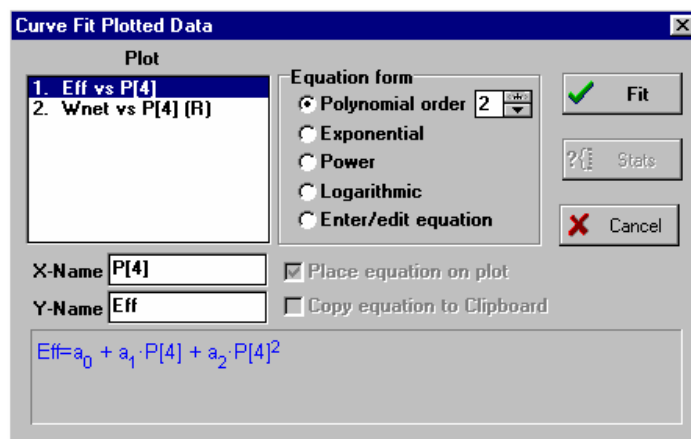 Curve Fit Plotted Data
Plot
1. Eff vs P[4]
2. Wnet vs P[4] (R)
Equation form
Polynomial order 2
Exponential
Power
Logarithmic
Enter/edit equation
Fit
?{ Stats
Cancel
X-Name P[4]
Y-Name Eff
Place equation on plot
Copy equation to Clipboard
Eff=a₀ + a₁·P[4] + a₂·P[4]²